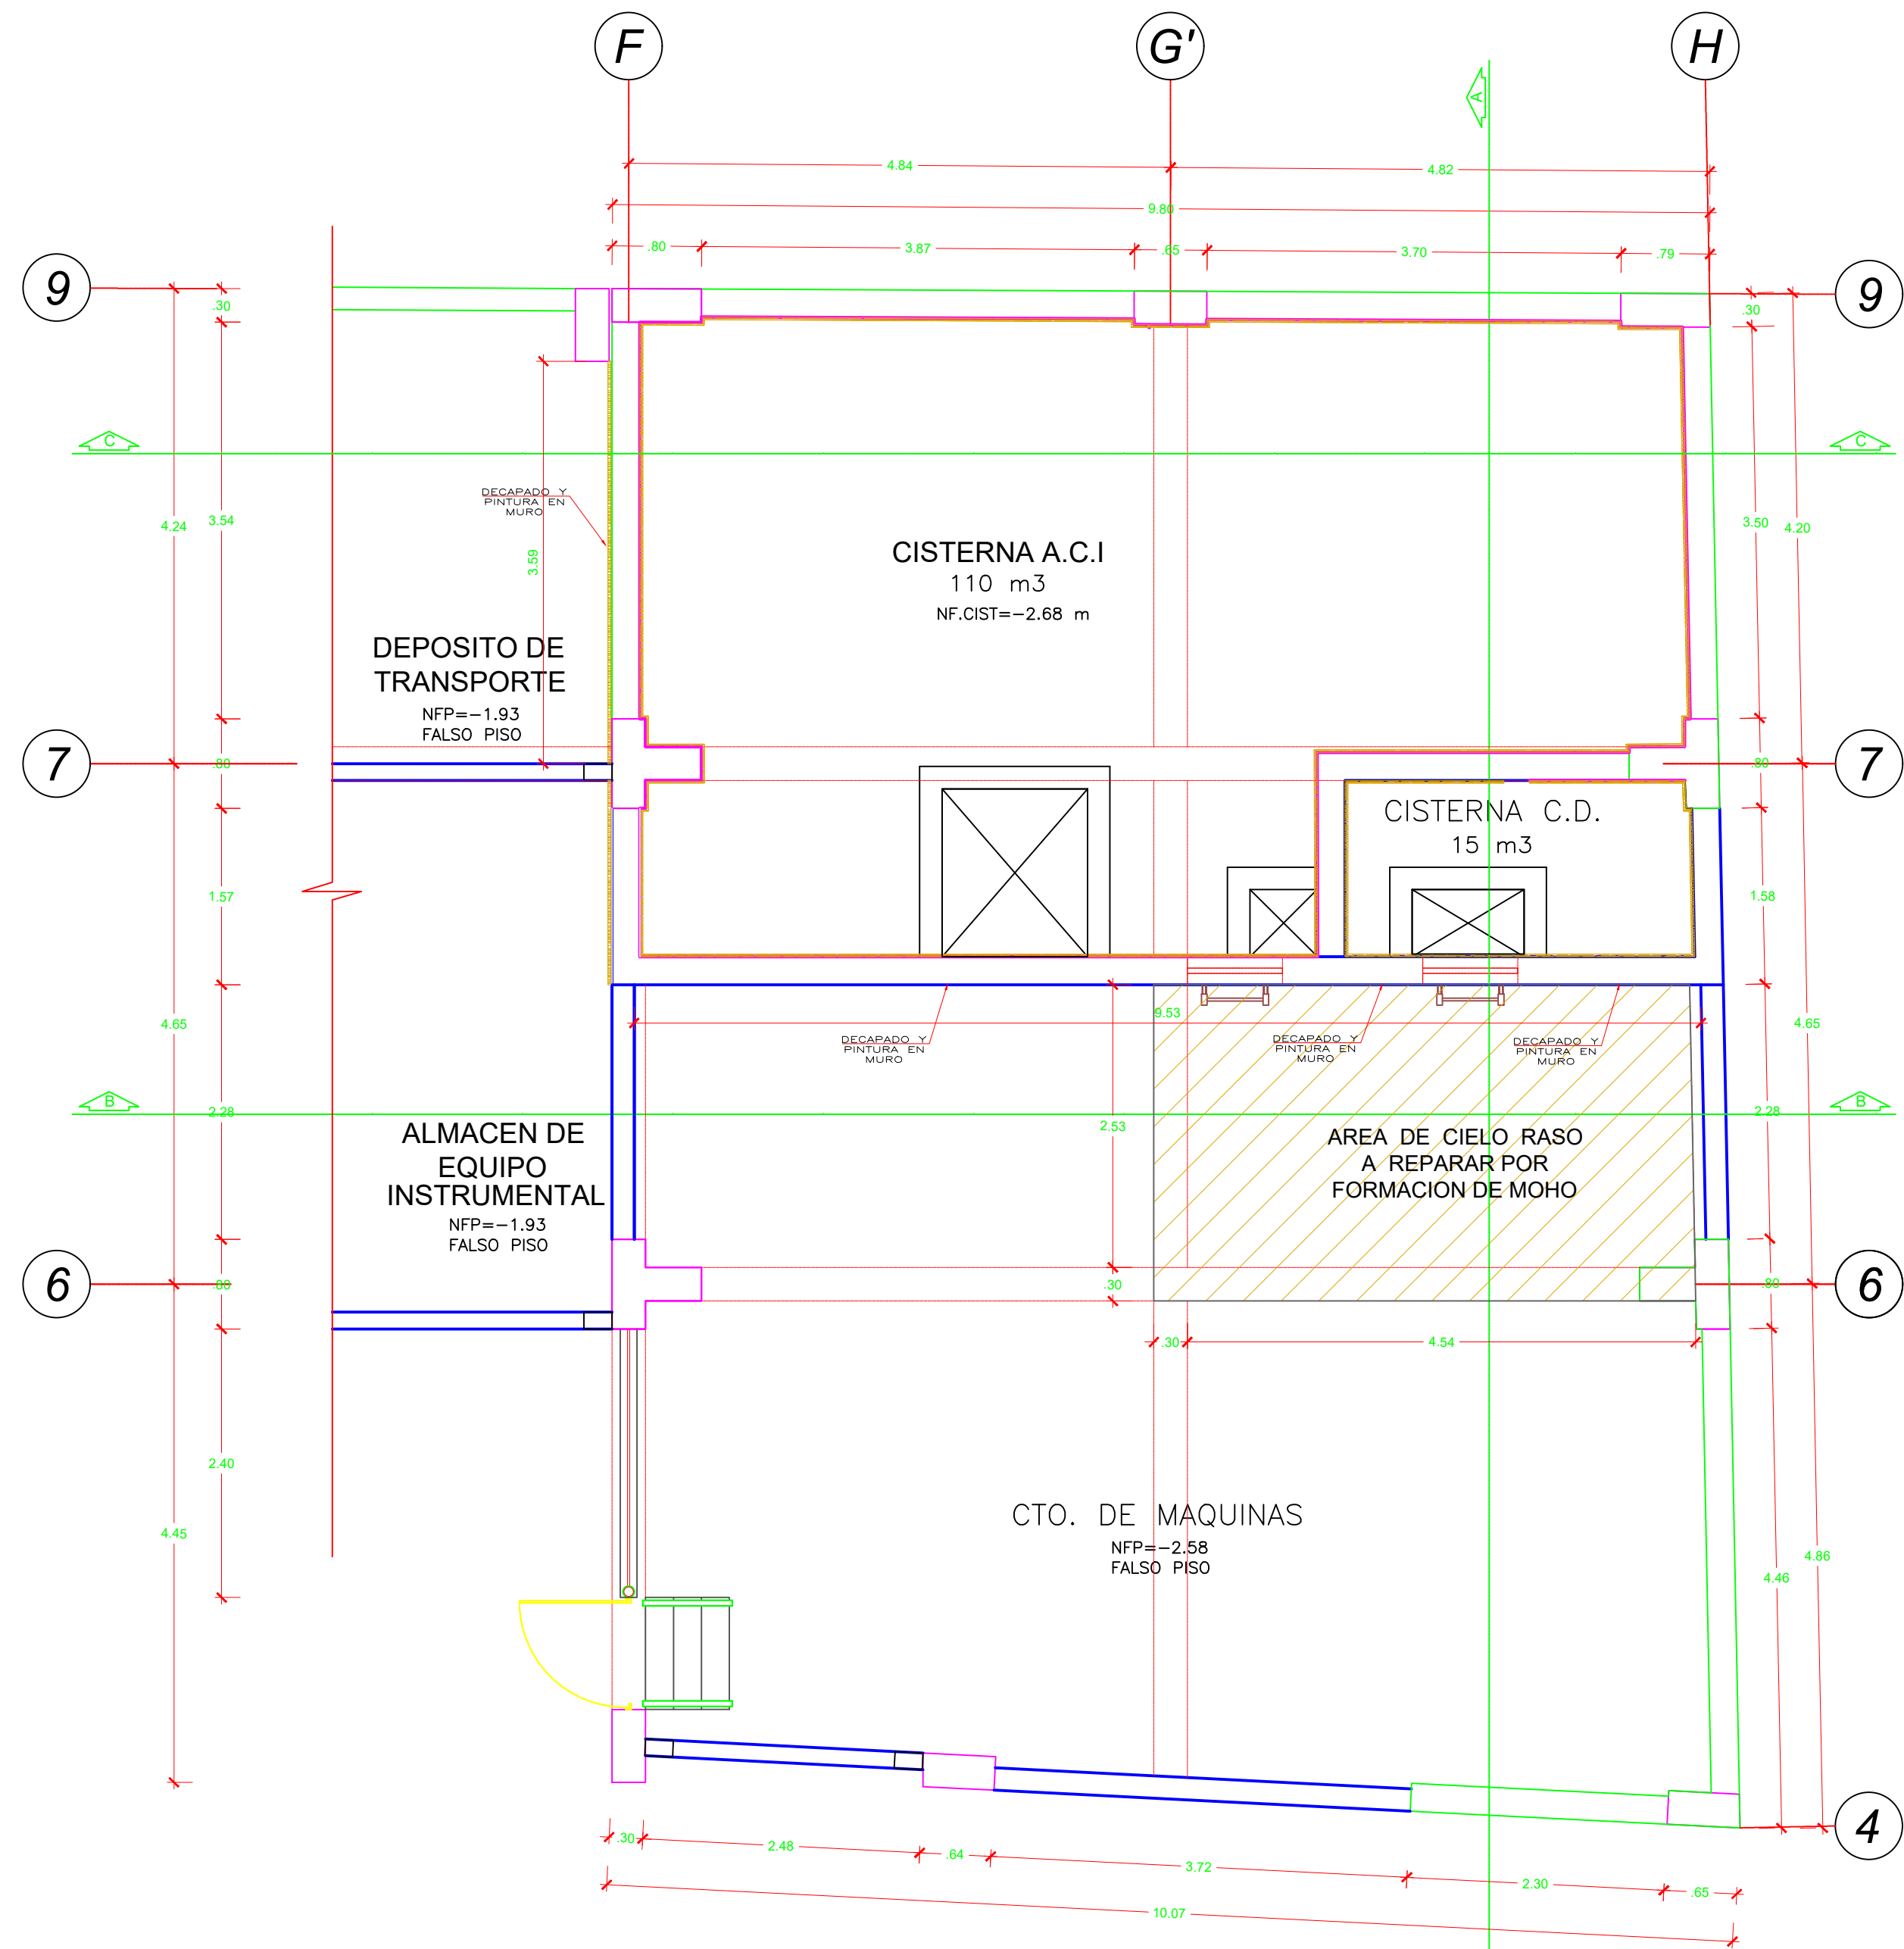 F
G'
H
A
4.84
4.82
9.80
.80
3.87
.65
3.70
.79
9
9
.30
.30
C
C
DECAPADO Y
PINTURA EN
MURO
4.24
3.54
3.59
3.50
4.20
CISTERNA A.C.I
110 m3
NF.CIST=-2.68 m
DEPOSITO DE
TRANSPORTE
NFP=-1.93
FALSO PISO
7
7
.80
.80
CISTERNA C.D.
15 m3
1.57
1.58
4.65
4.65
9.53
DECAPADO Y
PINTURA EN
MURO
DECAPADO Y
PINTURA EN
MURO
DECAPADO Y
PINTURA EN
MURO
B
B
2.28
2.28
2.53
ALMACEN DE
EQUIPO
INSTRUMENTAL
NFP=-1.93
FALSO PISO
AREA DE CIELO RASO
A REPARAR POR
FORMACION DE MOHO
6
6
.80
.30
.80
.30
4.54
2.40
4.45
CTO. DE MAQUINAS
NFP=-2.58
FALSO PISO
4.86
4.46
4
.30
2.48
.64
3.72
2.30
.65
10.07